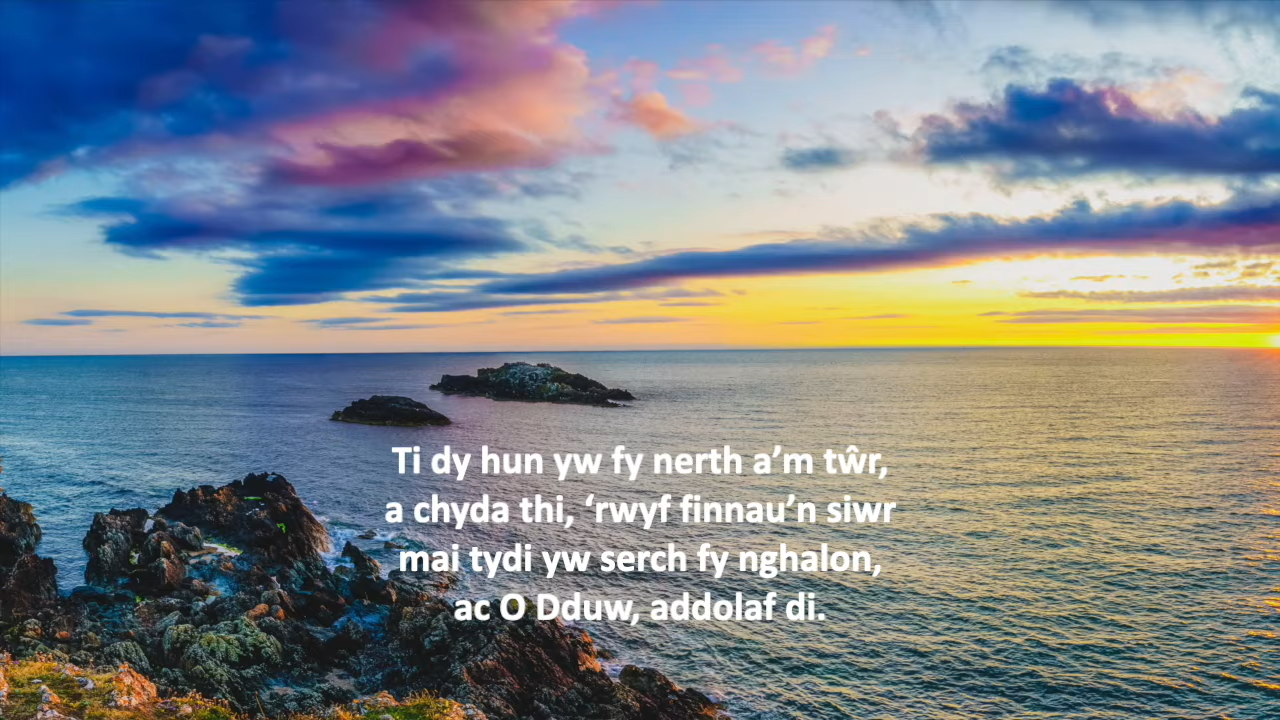 Ti dy hun yw fy nerth a’m tŵr,
a chyda thi, ‘rwyf finnau’n siwr
mai tydi yw serch fy nghalon,
ac O Dduw, addolaf di.